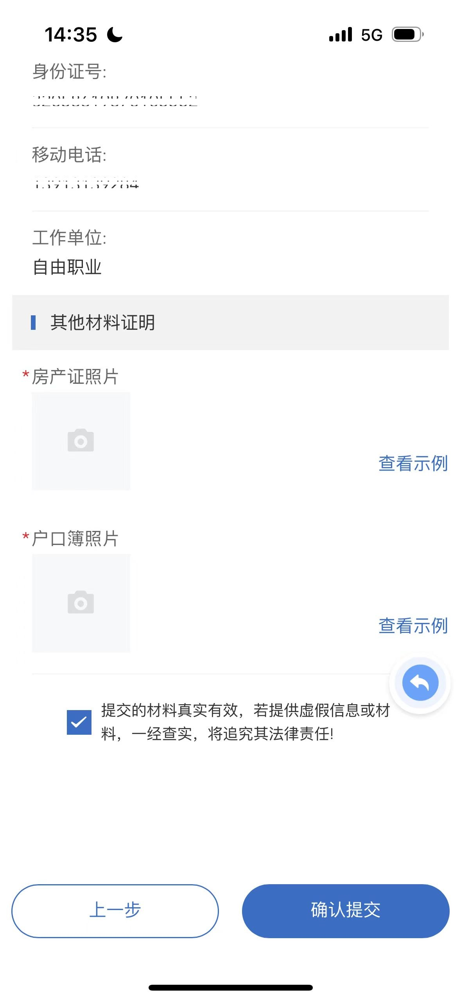 14:35
5G
身份证号:
移动电话:
工作单位:
自由职业
其他材料证明
*房产证照片
查看示例
*户口簿照片
查看示例
提交的材料真实有效，若提供虚假信息或材
料，一经查实，将追究其法律责任!
上一步
确认提交